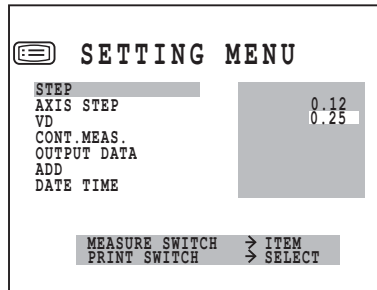 SETTING MENU
STEP
AXIS STEP
VD
CONT.MEAS.
OUTPUT DATA
ADD
DATE TIME
0.12
0.25
MEASURE SWITCH → ITEM
PRINT SWITCH → SELECT